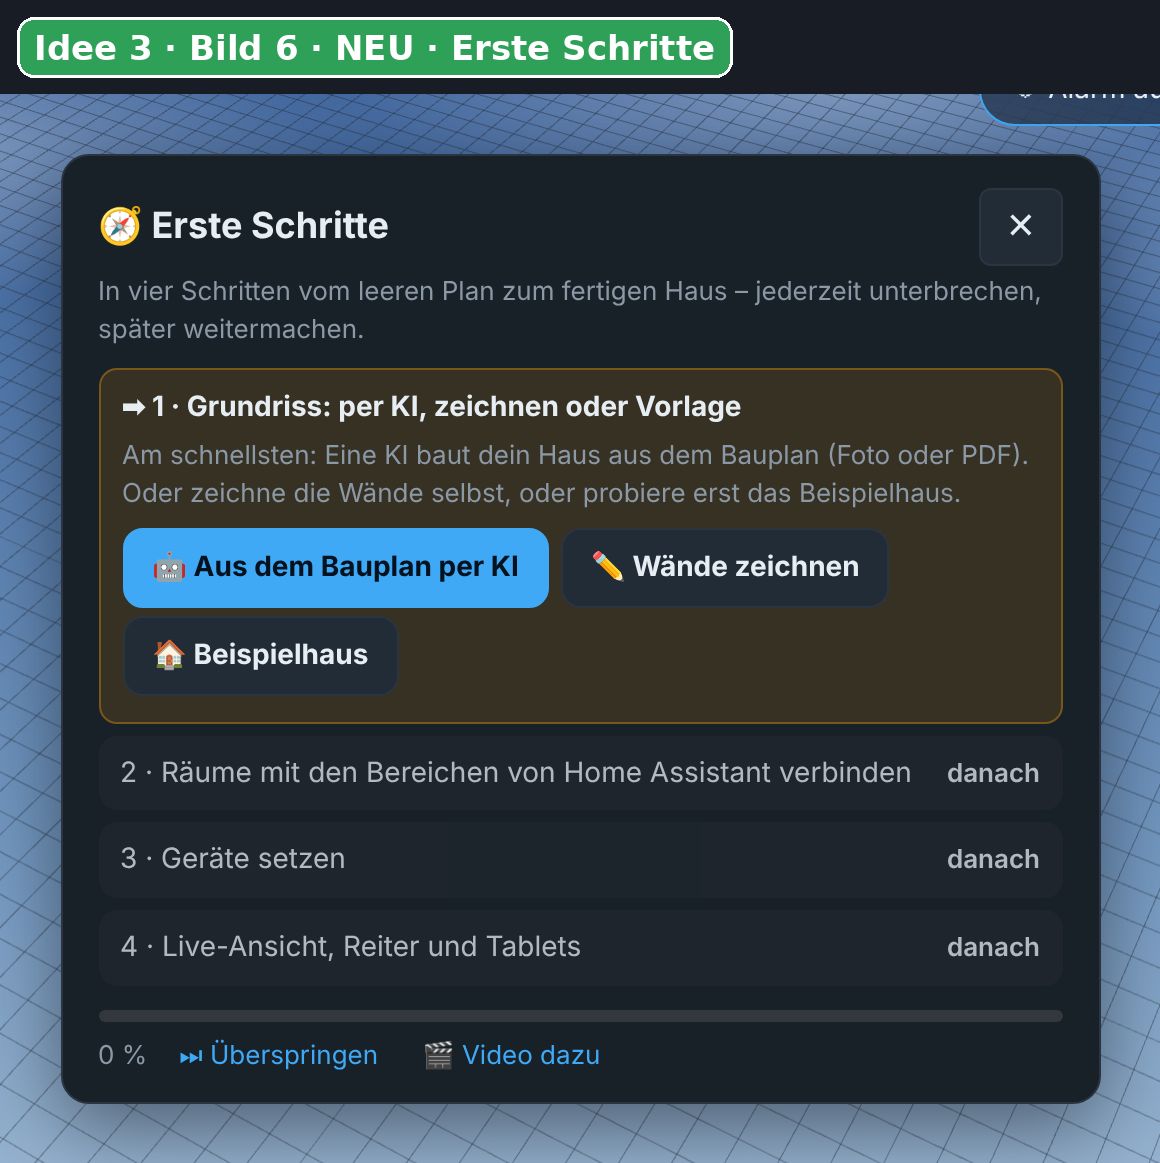 Idee 3 · Bild 6 · NEU · Erste Schritte
Erste Schritte
In vier Schritten vom leeren Plan zum fertigen Haus – jederzeit unterbrechen,
später weitermachen.
➡ 1 · Grundriss: per KI, zeichnen oder Vorlage
Am schnellsten: Eine KI baut dein Haus aus dem Bauplan (Foto oder PDF).
Oder zeichne die Wände selbst, oder probiere erst das Beispielhaus.
Aus dem Bauplan per KI
Wände zeichnen
Beispielhaus
2 · Räume mit den Bereichen von Home Assistant verbinden danach
3 · Geräte setzen danach
4 · Live-Ansicht, Reiter und Tablets danach
0 % Überspringen Video dazu